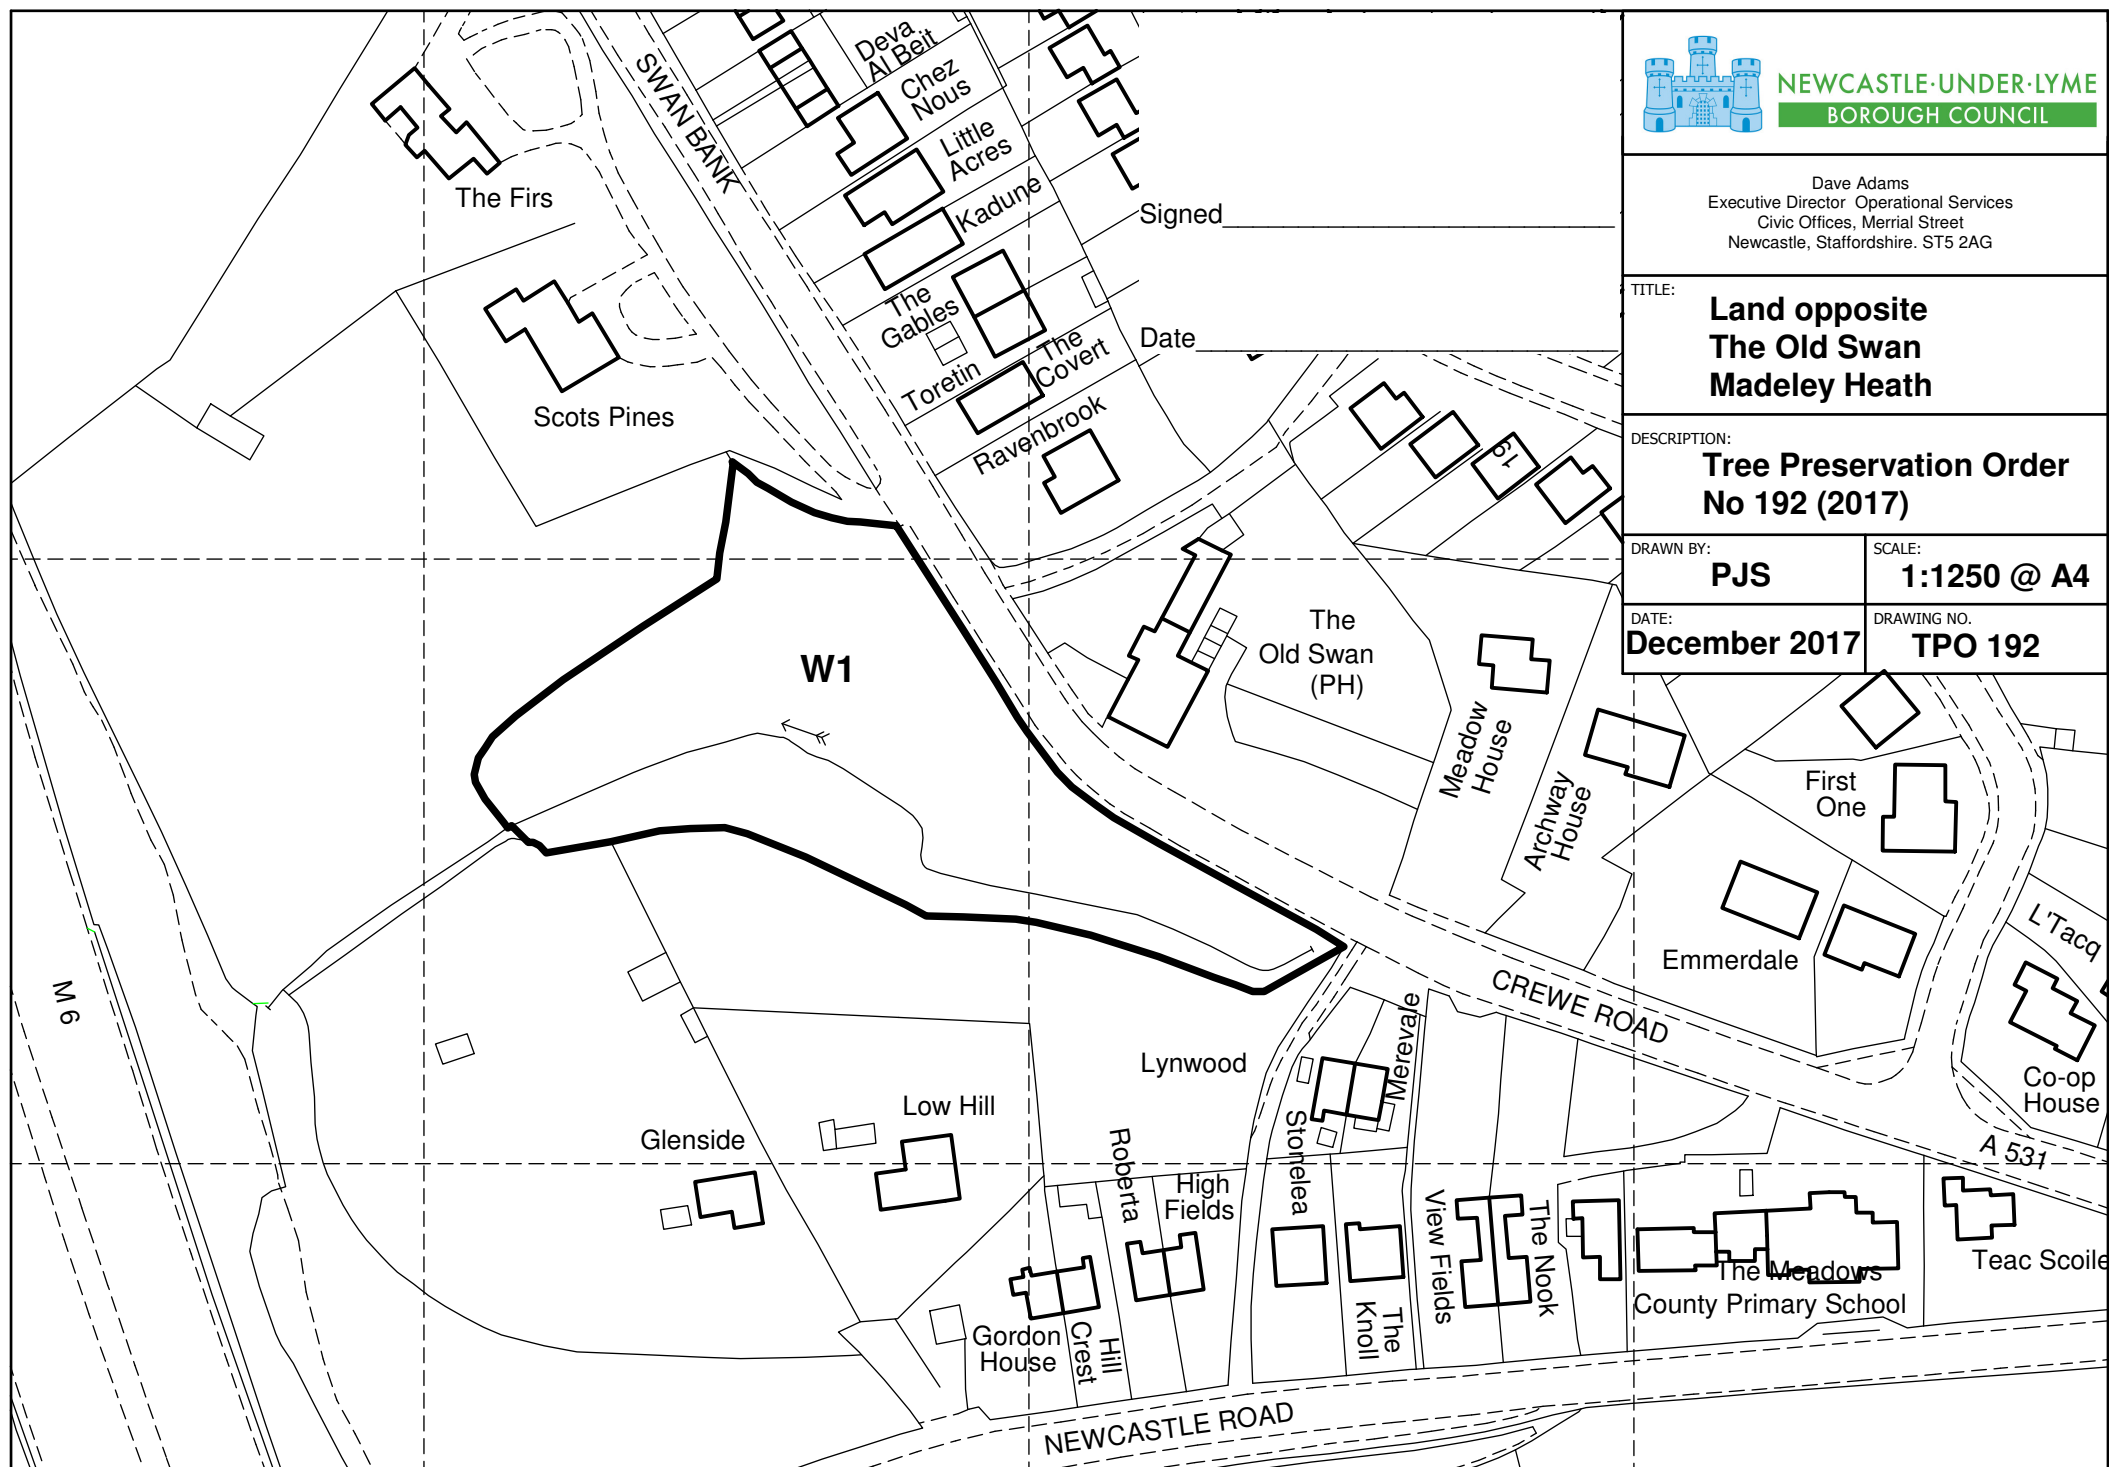 NEWCASTLE·UNDER·LYME
BOROUGH COUNCIL
Dave Adams
Executive Director Operational Services
Civic Offices, Merrial Street
Newcastle, Staffordshire. ST5 2AG
TITLE:
Land opposite
The Old Swan
Madeley Heath
DESCRIPTION:
Tree Preservation Order
No 192 (2017)
DRAWN BY:
PJS
SCALE:
1:1250 @ A4
DATE:
December 2017
DRAWING NO.
TPO 192
Signed
Date
SWAN BANK
Deva
Al Beit
Chez
Nous
Little
Acres
Kadune
The
Gables
Toretin
The
Covert
Ravenbrook
The Firs
Scots Pines
19
W1
The
Old Swan
(PH)
Meadow
House
Archway
House
First
One
Emmerdale
L'Tacq
CREWE ROAD
Co-op
House
A 531
M 6
Lynwood
Merevale
Low Hill
Glenside
Roberta
High
Fields
Stonelea
View Fields
The Nook
The Meadows
County Primary School
Teac Scoile
Gordon
House
Hill
Crest
The
Knoll
NEWCASTLE ROAD